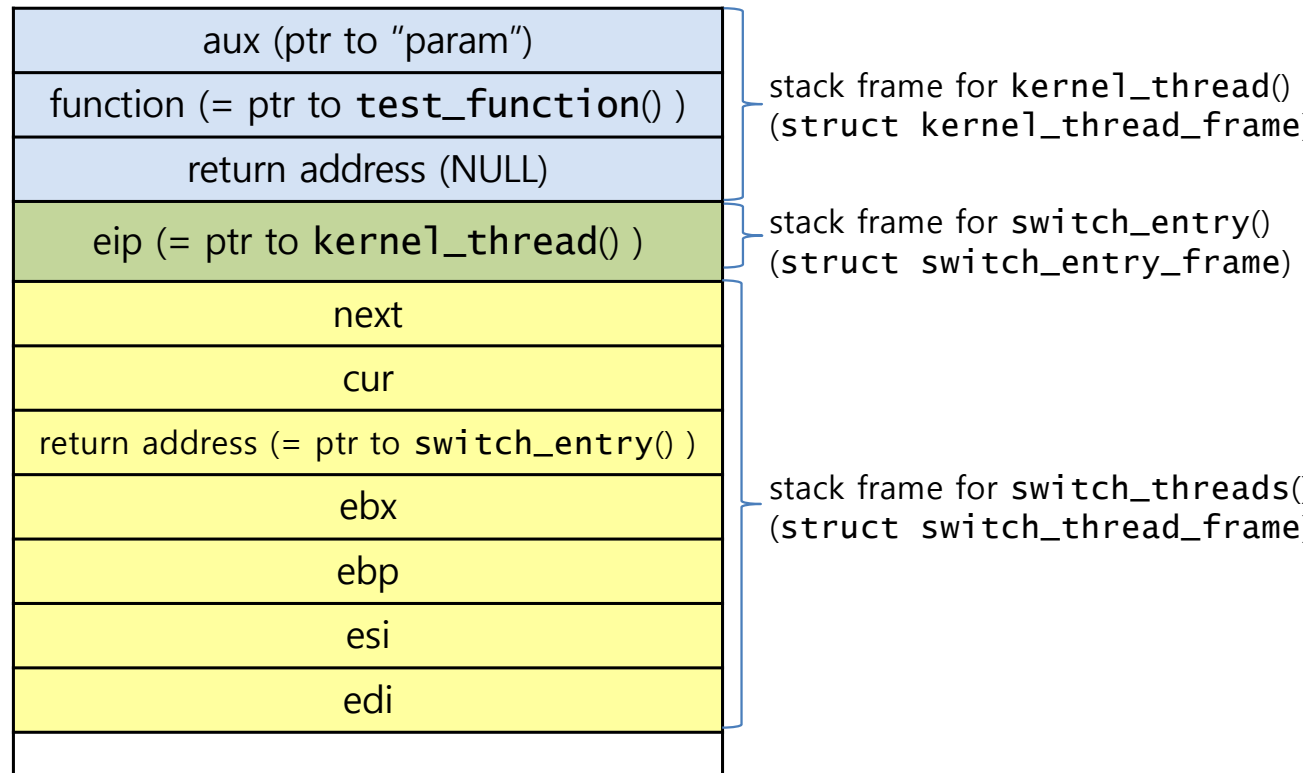 aux (ptr to “param”)
function (= ptr to test_function() )
return address (NULL)
stack frame for kernel_thread()
(struct kernel_thread_frame)
eip (= ptr to kernel_thread() )
stack frame for switch_entry()
(struct switch_entry_frame)
next
cur
return address (= ptr to switch_entry() )
ebx
ebp
esi
edi
stack frame for switch_threads()
(struct switch_thread_frame)